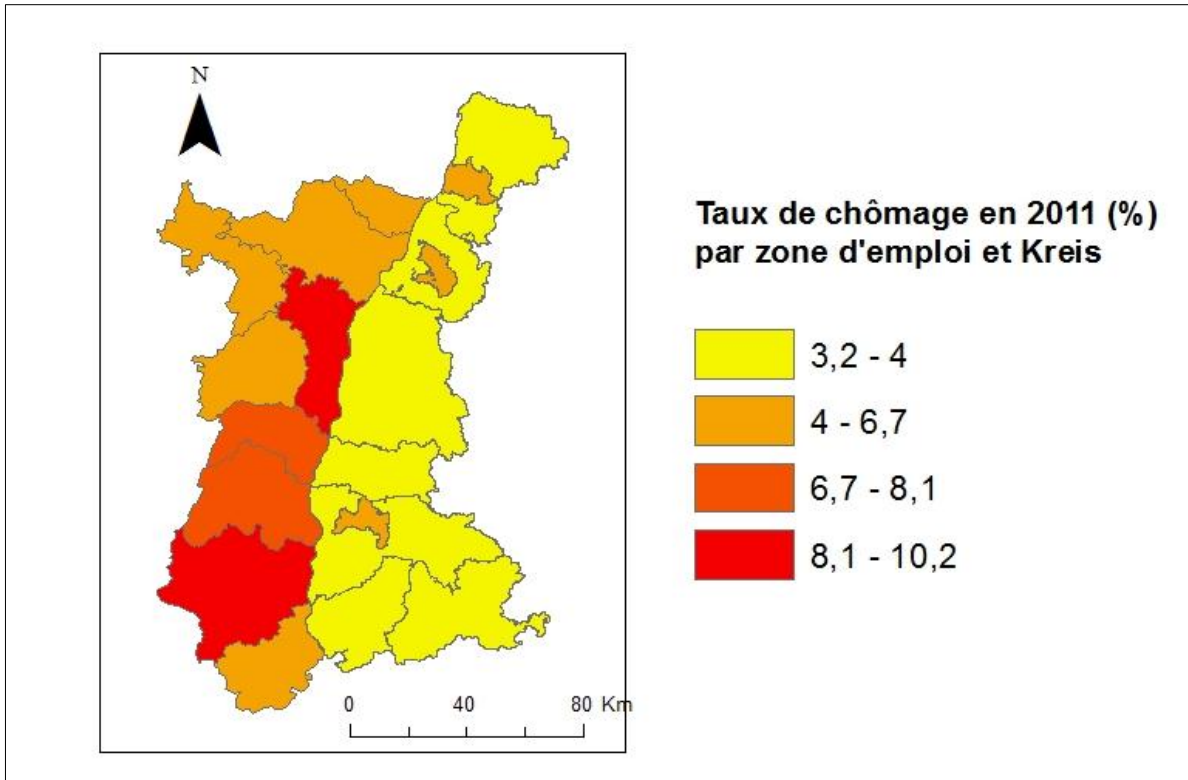 N
Taux de chômage en 2011 (%)
par zone d'emploi et Kreis
3,2 - 4
4 - 6,7
6,7 - 8,1
8,1 - 10,2
0 40 80 Km